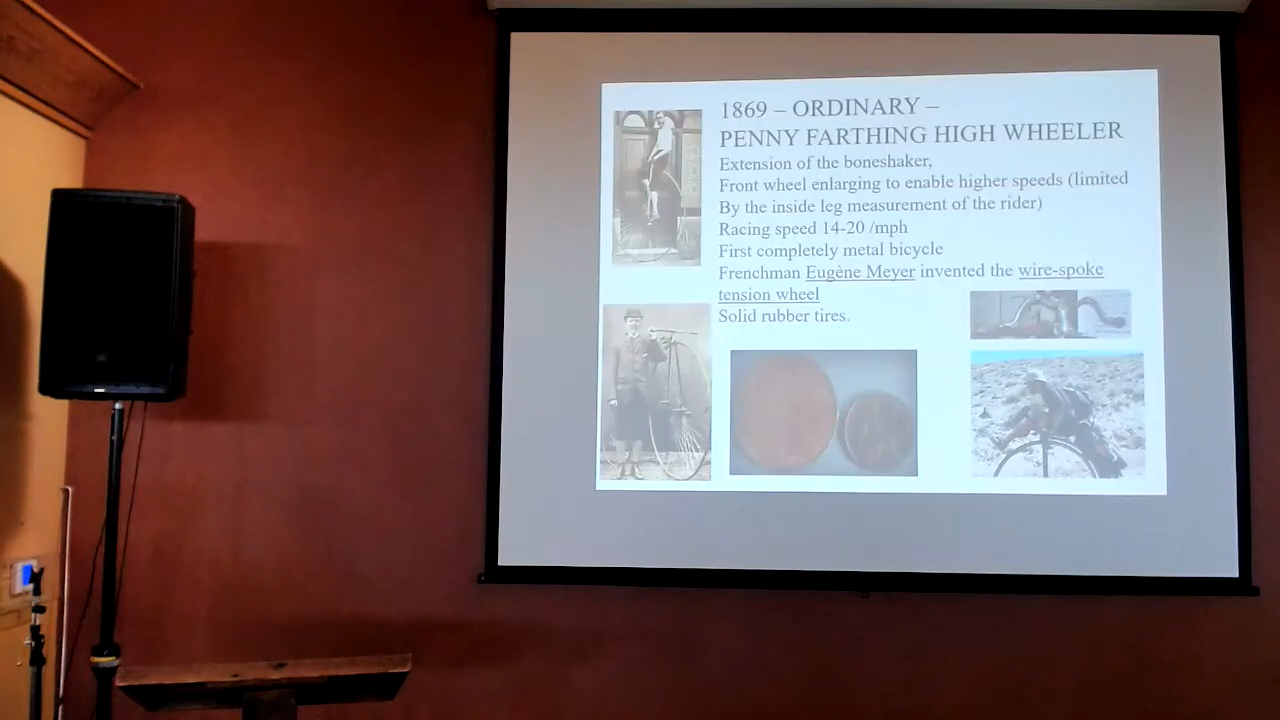 1869 – ORDINARY –
PENNY FARTHING HIGH WHEELER
Extension of the boneshaker,
Front wheel enlarging to enable higher speeds (limited
By the inside leg measurement of the rider)
Racing speed 14-20 /mph
First completely metal bicycle
Frenchman Eugène Meyer invented the wire-spoke
tension wheel
Solid rubber tires.